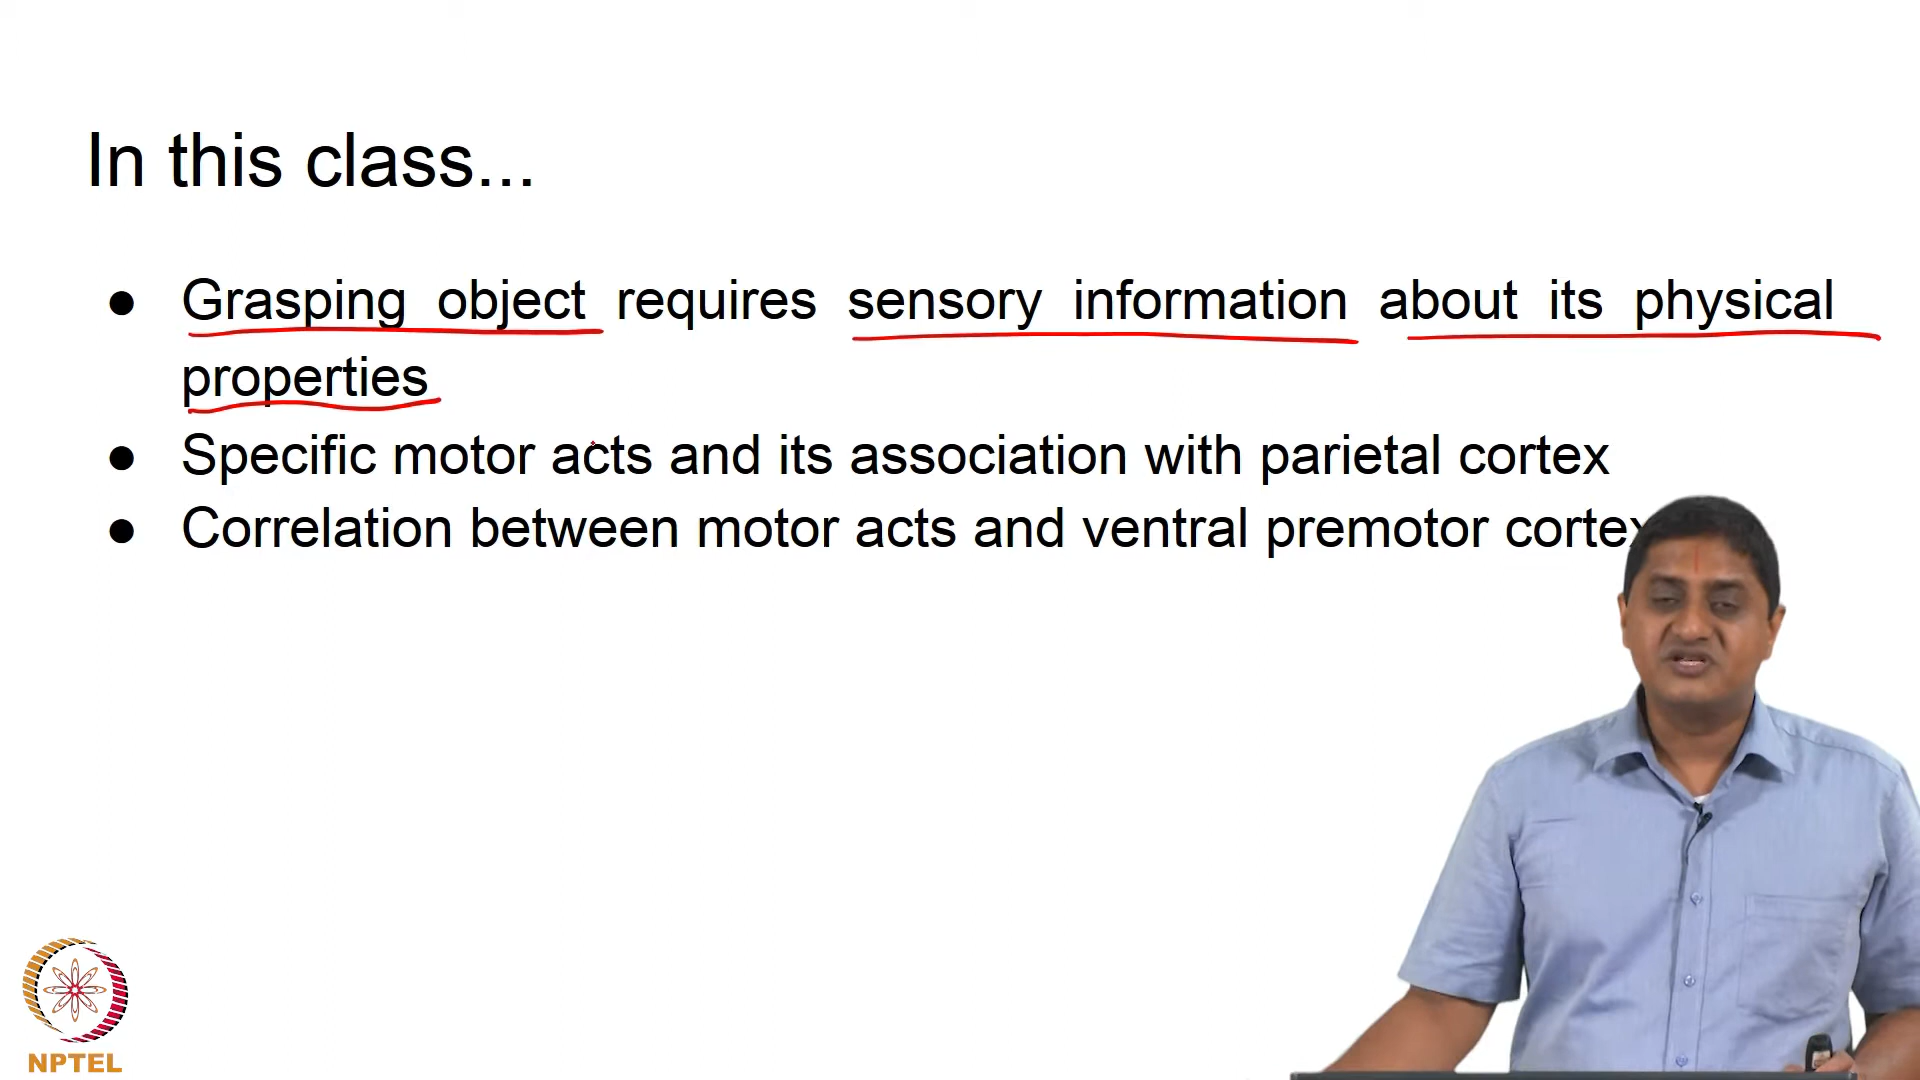 In this class...
● Grasping object requires sensory information about its physical
properties
● Specific motor acts and its association with parietal cortex
● Correlation between motor acts and ventral premotor cortex
NPTEL